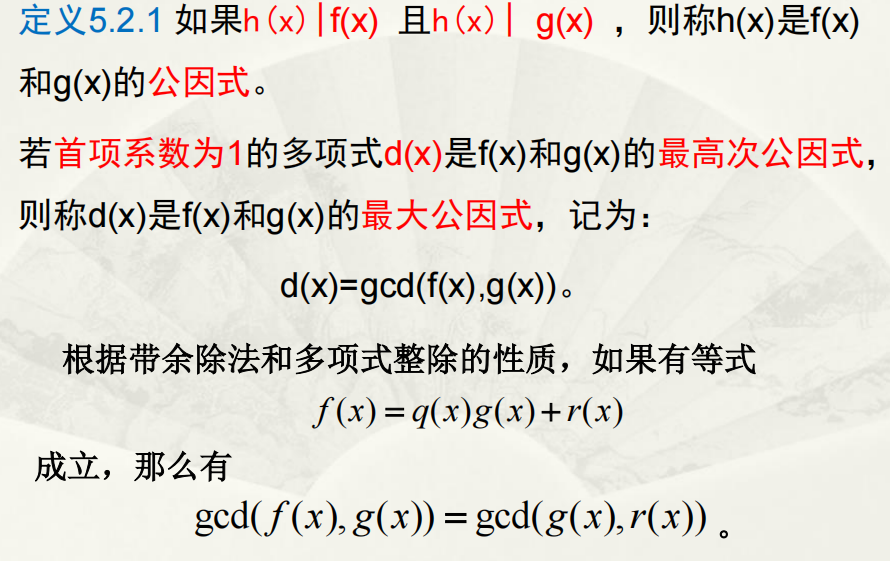 定义5.2.1 如果h(x)|f(x) 且h(x)| g(x) ，则称h(x)是f(x)
和g(x)的公因式。
若首项系数为1的多项式d(x)是f(x)和g(x)的最高次公因式，
则称d(x)是f(x)和g(x)的最大公因式，记为：
d(x)=gcd(f(x),g(x))。
根据带余除法和多项式整除的性质，如果有等式
f(x)=q(x)g(x)+r(x)
成立，那么有
gcd(f(x),g(x))=gcd(g(x),r(x)) 。